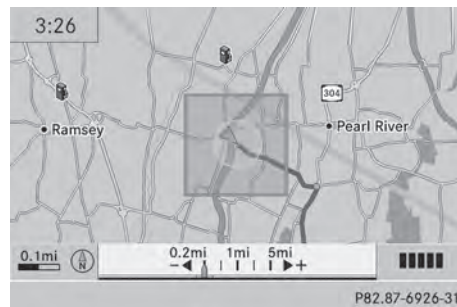 3:26
304
Ramsey
Pearl River
0.1mi N 0.2mi 1mi 5mi
- +
P82.87-6926-31